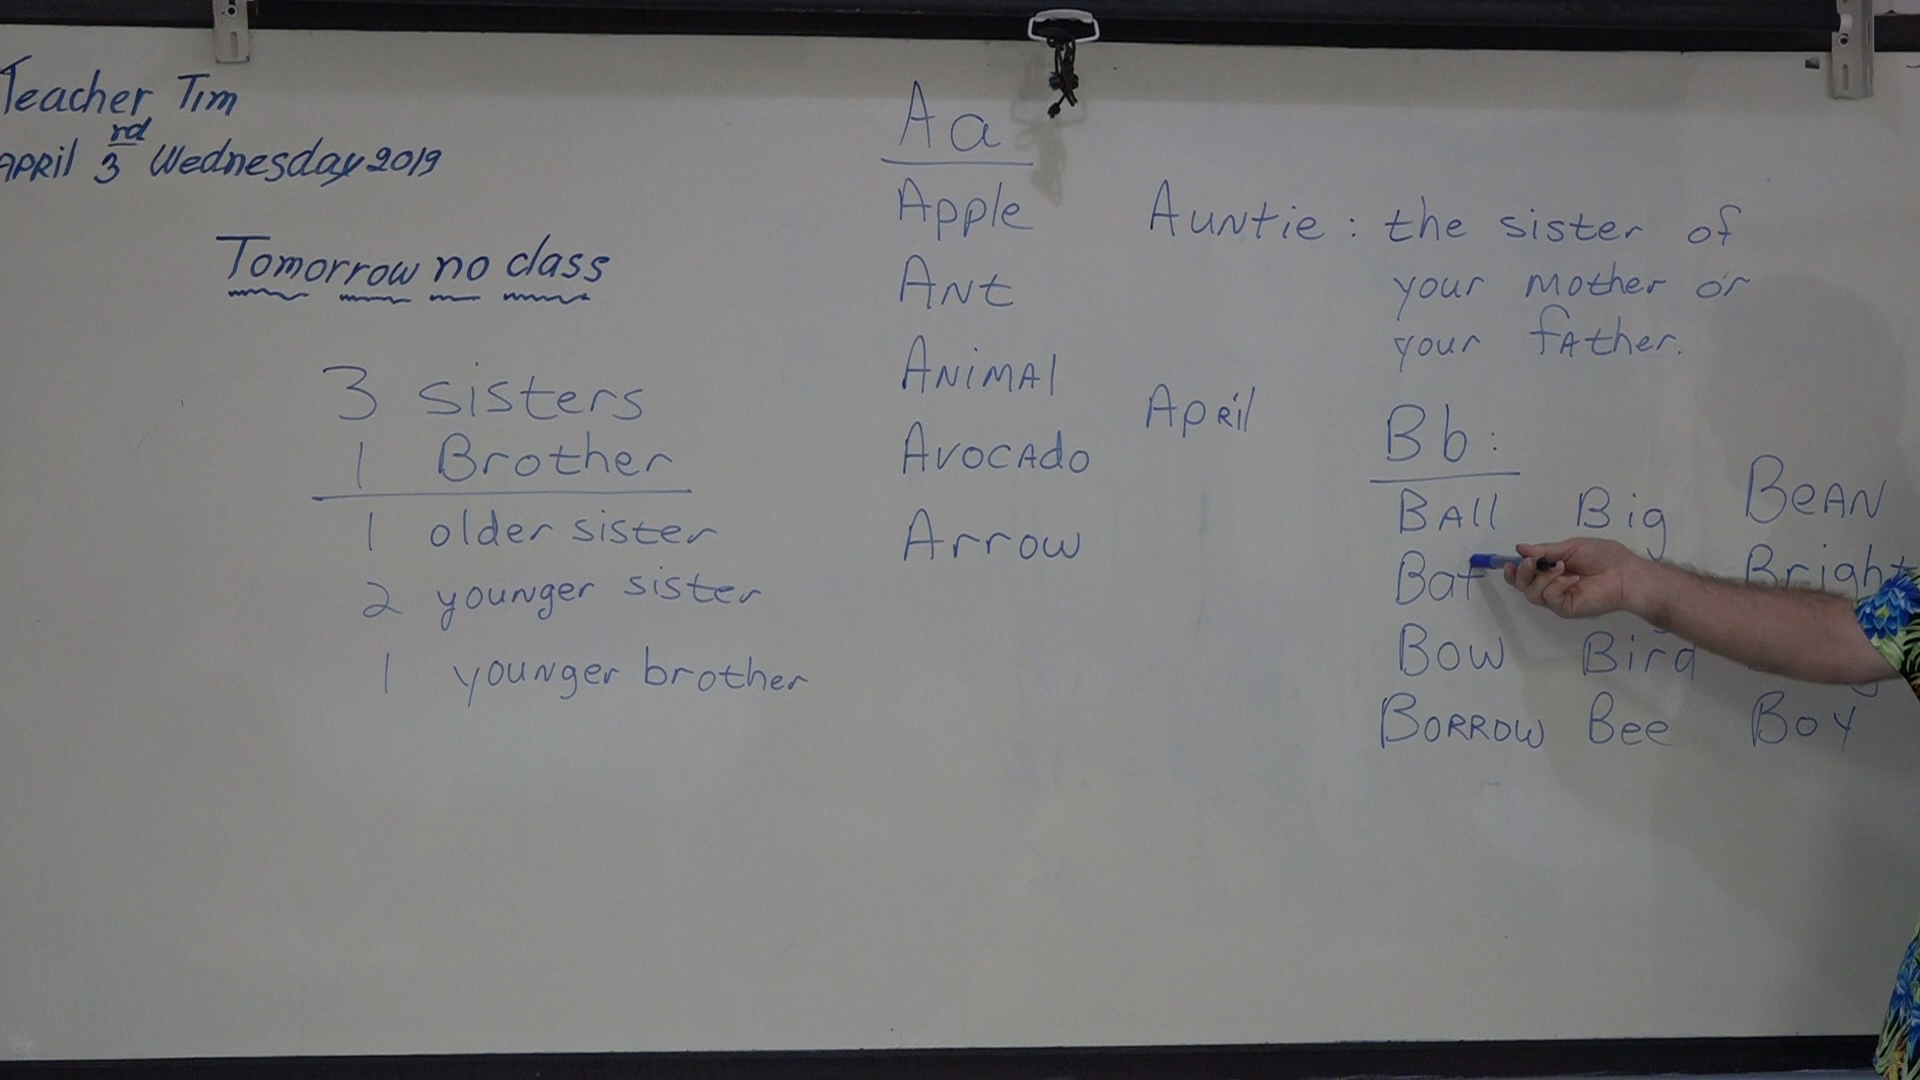 Teacher Tim
APRil 3rd Wednesday 2019
Tomorrow no class
3 sisters
1 Brother
1 older sister
2 younger sister
1 younger brother
Aa
Apple
Ant
Animal
Avocado
Arrow
Auntie : the sister of
your mother or
your father.
April
Bb :
Ball Big Bean
Bat Bright
Bow Bird
Borrow Bee Boy